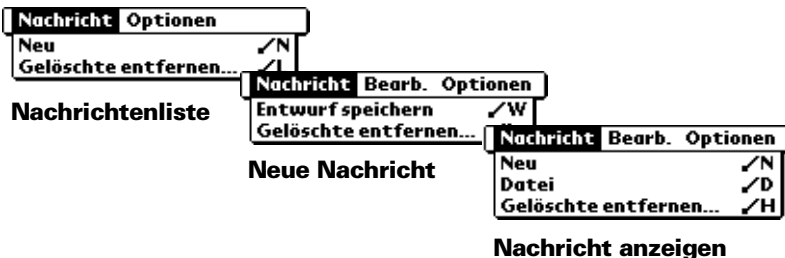 Nachricht Optionen
Neu N
Gelöschte entfernen...
Nachrichtenliste
Nachricht Bearb. Optionen
Entwurf speichern W
Gelöschte entfernen...
Neue Nachricht
Nachricht Bearb. Optionen
Neu N
Datei D
Gelöschte entfernen... H
Nachricht anzeigen